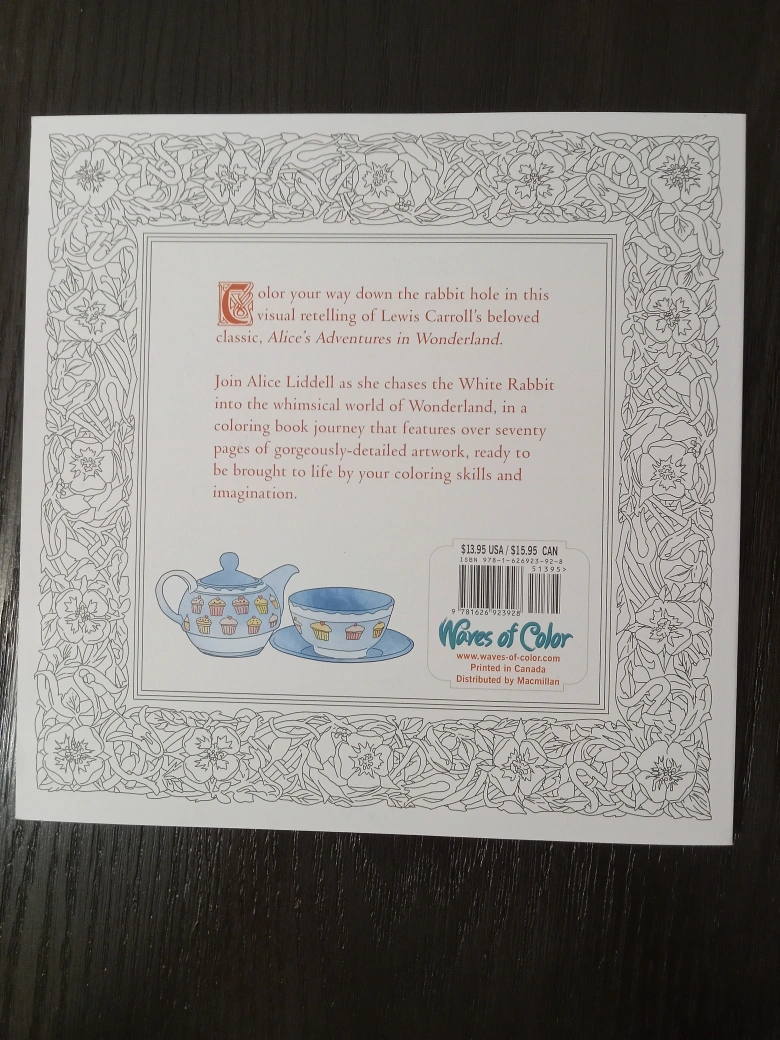 Color your way down the rabbit hole in this
visual retelling of Lewis Carroll's beloved
classic, Alice's Adventures in Wonderland.
Join Alice Liddell as she chases the White Rabbit
into the whimsical world of Wonderland, in a
coloring book journey that features over seventy
pages of gorgeously-detailed artwork, ready to
be brought to life by your coloring skills and
imagination.
$13.95 USA / $15.95 CAN
ISBN 978-1-626923-92-8
51395>
9 781626 923928
Waves of Color
www.waves-of-color.com
Printed in Canada
Distributed by Macmillan